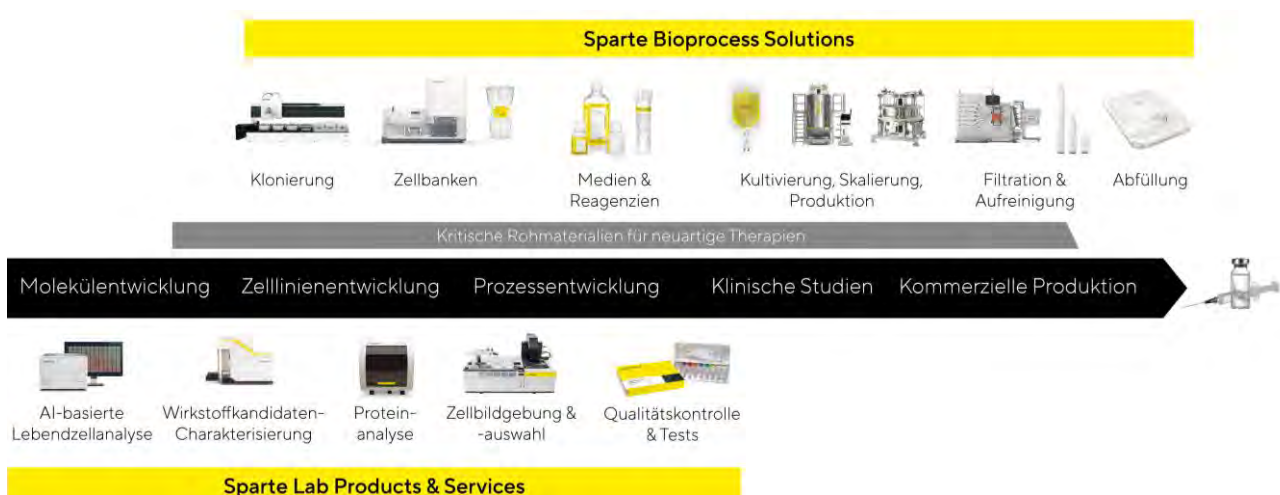 Sparte Bioprocess Solutions
Klonierung
Zellbanken
Medien &
Reagenzien
Kultivierung, Skalierung,
Produktion
Filtration &
Aufreinigung
Abfüllung
Kritische Rohmaterialien für neuartige Therapien
Molekülentwicklung
Zelllinienentwicklung
Prozessentwicklung
Klinische Studien
Kommerzielle Produktion
AI-basierte
Lebendzellanalyse
Wirkstoffkandidaten-
Charakterisierung
Protein-
analyse
Zellbildgebung &
-auswahl
Qualitätskontrolle
& Tests
Sparte Lab Products & Services